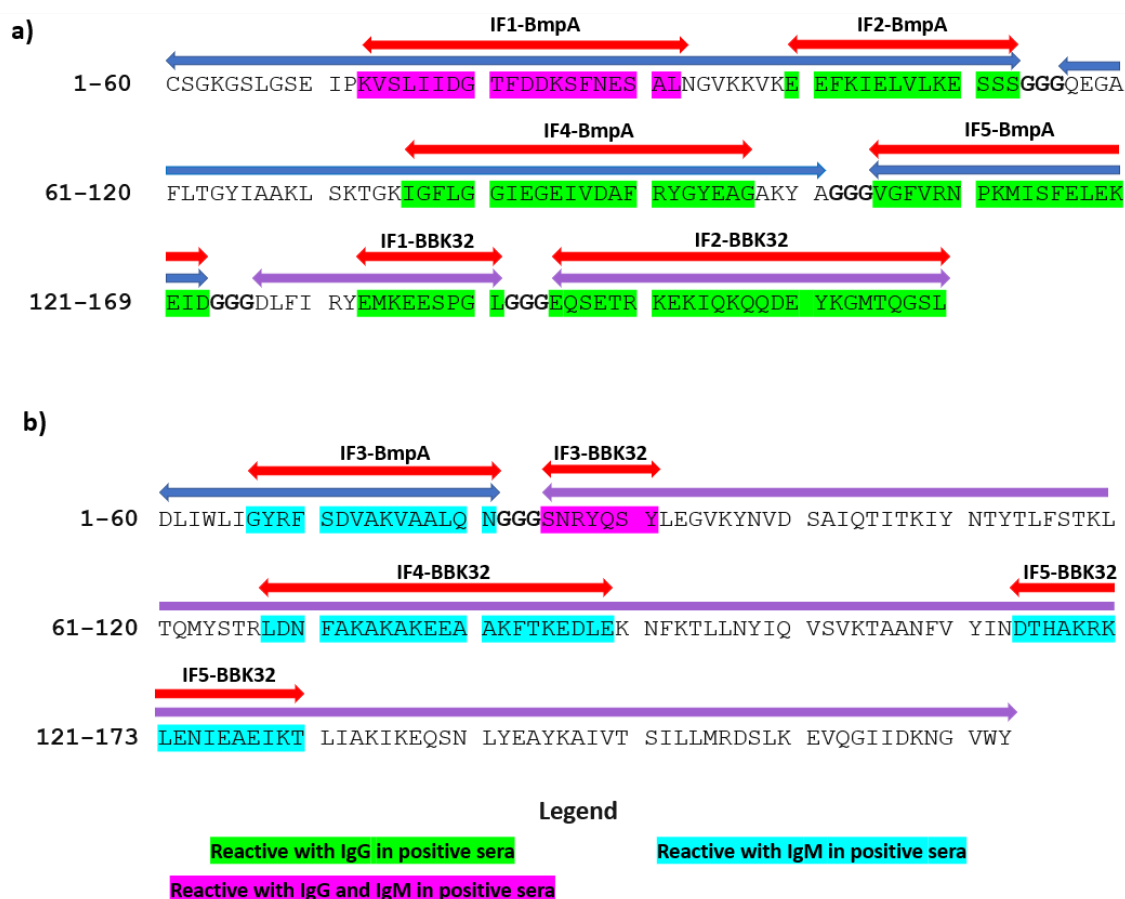 a)
IF1-BmpA IF2-BmpA
1–60 CSGKGSLGSE IPKVSLIIDG TFDDKSFNES ALNGVKKVKE EFKIELVLKE SSSGGGQEGA
IF4-BmpA IF5-BmpA
61–120 FLTGYIAAKL SKTGKIGFLG GIEGEIVDAF RYGYEAGAKY AGGGVGFVRN PKMISFELEK
IF1-BBK32 IF2-BBK32
121–169 EIDGGGDLFI RYEMKEESPG LGGGEQSETR KEKIQKQQDE YKGMTQGSL
b)
IF3-BmpA IF3-BBK32
1–60 DLIWLIGYRF SDVAKVAALQ NGGGSNRYQS YLEGVKYNVD SAIQTITKIY NTYTLFSTKL
IF4-BBK32 IF5-BBK32
61–120 TQMYSTRLDN FAKAKAKEEA AKFTKEDLEK NFKTLLNYIQ VSVKTAANFV YINDTHAKRK
IF5-BBK32
121–173 LENIEAEIKT LIAKIKEQSN LYEAYKAIVT SILLMRDSLK EVQGIIDKNG VWY
Legend
Reactive with IgG in positive sera Reactive with IgM in positive sera
Reactive with IgG and IgM in positive sera